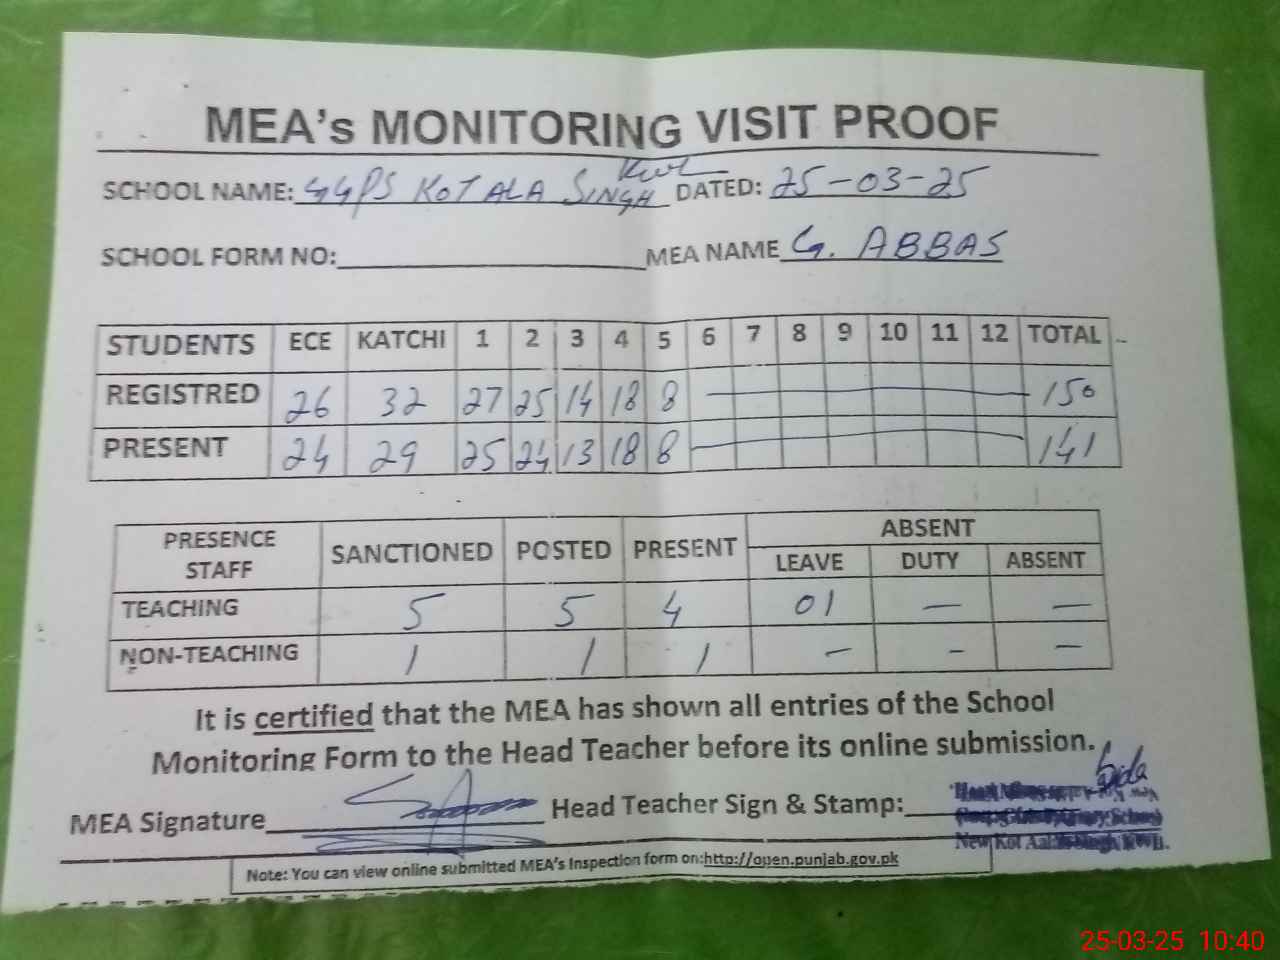 MEA's MONITORING VISIT PROOF
SCHOOL NAME: GGPS KOTALA SINGH KWL DATED: 25-03-25
SCHOOL FORM NO: MEA NAME G. ABBAS
STUDENTS ECE KATCHI 1 2 3 4 5 6 7 8 9 10 11 12 TOTAL
REGISTRED 26 32 27 25 14 18 8 150
PRESENT 24 29 25 24 13 18 8 141
PRESENCE STAFF SANCTIONED POSTED PRESENT ABSENT
LEAVE DUTY ABSENT
TEACHING 5 5 4 01 — —
NON-TEACHING 1 1 1 – – —
It is certified that the MEA has shown all entries of the School
Monitoring Form to the Head Teacher before its online submission.
MEA Signature Head Teacher Sign & Stamp:
New Kot
Note: You can view online submitted MEA's Inspection form on:http://open.punjab.gov.pk
25-03-25 10:40